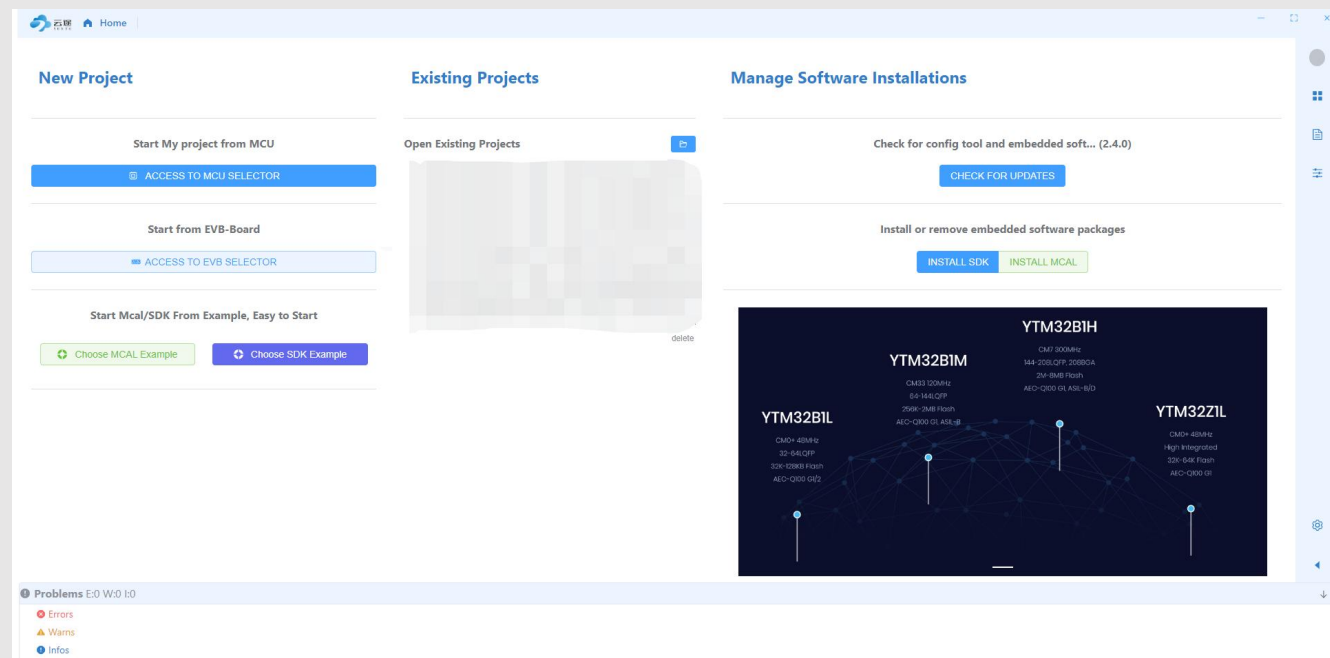 云途 Home
New Project
Start My project from MCU
ACCESS TO MCU SELECTOR
Start from EVB-Board
ACCESS TO EVB SELECTOR
Start Mcal/SDK From Example, Easy to Start
Choose MCAL Example
Choose SDK Example
Existing Projects
Open Existing Projects
delete
Manage Software Installations
Check for config tool and embedded soft... (2.4.0)
CHECK FOR UPDATES
Install or remove embedded software packages
INSTALL SDK
INSTALL MCAL
YTM32B1L
CM0+ 48MHz
32-64LQFP
32K-128KB Flash
AEC-Q100 G1/2
YTM32B1M
CM33 120MHz
64-144LQFP
256K-2MB Flash
AEC-Q100 G1, ASIL-B
YTM32B1H
CM7 300MHz
144-208LQFP, 208BGA
2M-8MB Flash
AEC-Q100 G1, ASIL-B/D
YTM32Z1L
CM0+ 48MHz
High Integrated
32K-64K Flash
AEC-Q100 G1
Problems E:0 W:0 I:0
Errors
Warns
Infos